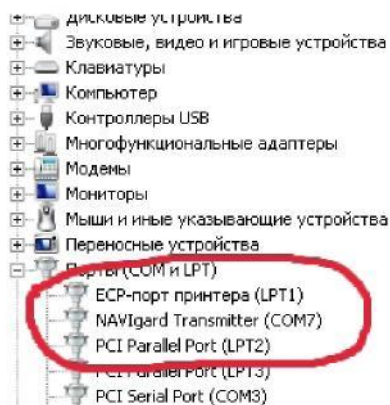 Дисковые устройства
Звуковые, видео и игровые устройства
Клавиатуры
Компьютер
Контроллеры USB
Многофункциональные адаптеры
Модемы
Мониторы
Мыши и иные указывающие устройства
Переносные устройства
Порты (COM и LPT)
ECP-порт принтера (LPT1)
NAVIgard Transmitter (COM7)
PCI Parallel Port (LPT2)
PCI Parallel Port (LPT3)
PCI Serial Port (COM3)